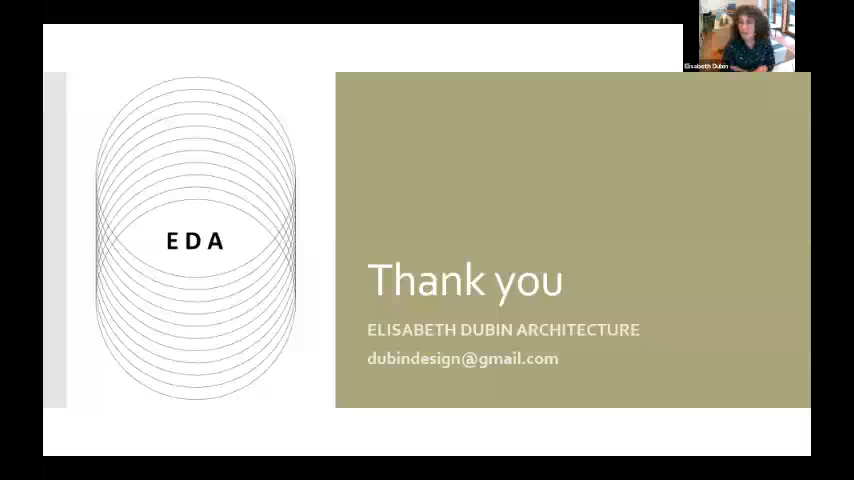 Elisabeth Dubin
EDA
Thank you
ELISABETH DUBIN ARCHITECTURE
dubindesign@gmail.com